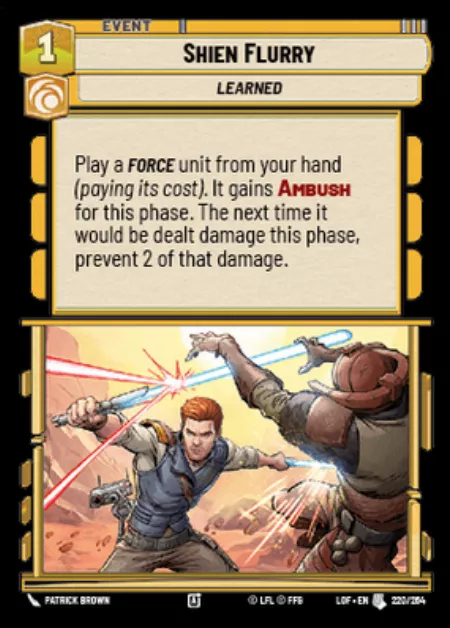 EVENT
1
SHIEN FLURRY
LEARNED
Play a FORCE unit from your hand
(paying its cost). It gains AMBUSH
for this phase. The next time it
would be dealt damage this phase,
prevent 2 of that damage.
PATRICK BROWN
© LFL © FFG
LOF • EN
220/264